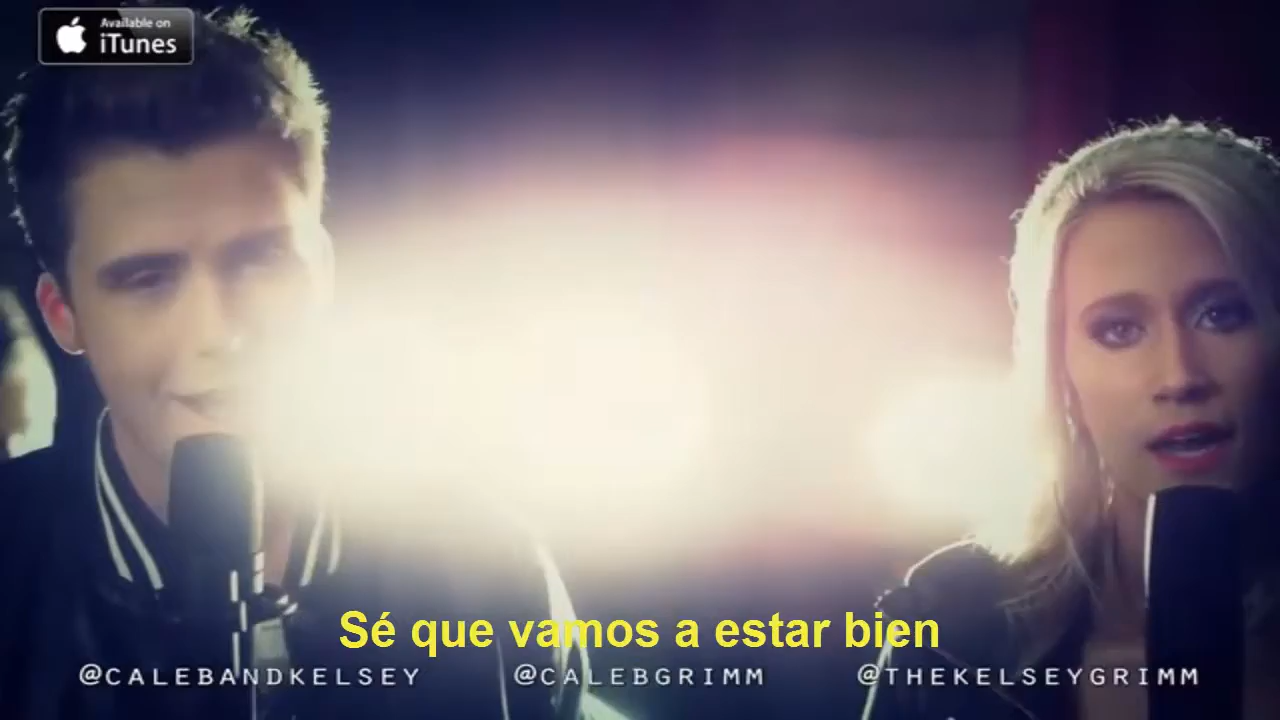 Available on
iTunes
Sé que vamos a estar bien
@CALEBANDKELSEY @CALEBGRIMM @THEKELSEYGRIMM